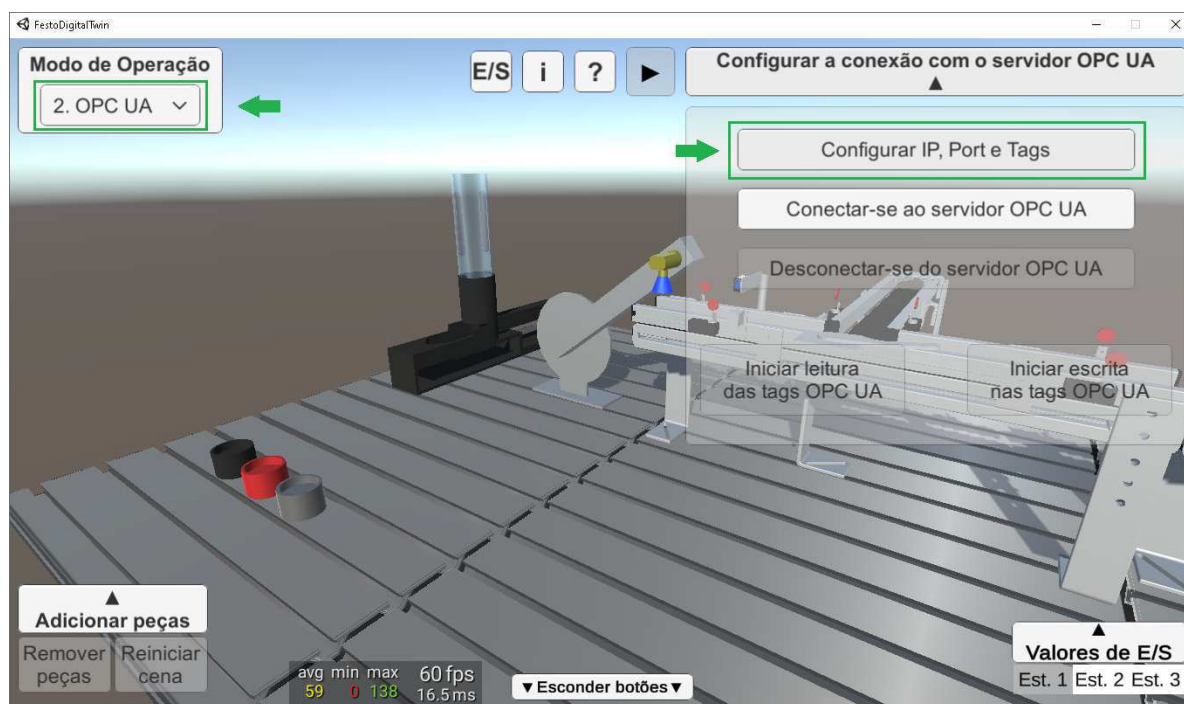 FestoDigitalTwin
Modo de Operação
2. OPC UA
E/S
i
?
Configurar a conexão com o servidor OPC UA
Configurar IP, Port e Tags
Conectar-se ao servidor OPC UA
Desconectar-se do servidor OPC UA
Iniciar leitura
das tags OPC UA
Iniciar escrita
nas tags OPC UA
Adicionar peças
Remover
peças
Reiniciar
cena
avg min max 60 fps
59 0 138 16.5 ms
▼Esconder botões▼
Valores de E/S
Est. 1 Est. 2 Est. 3